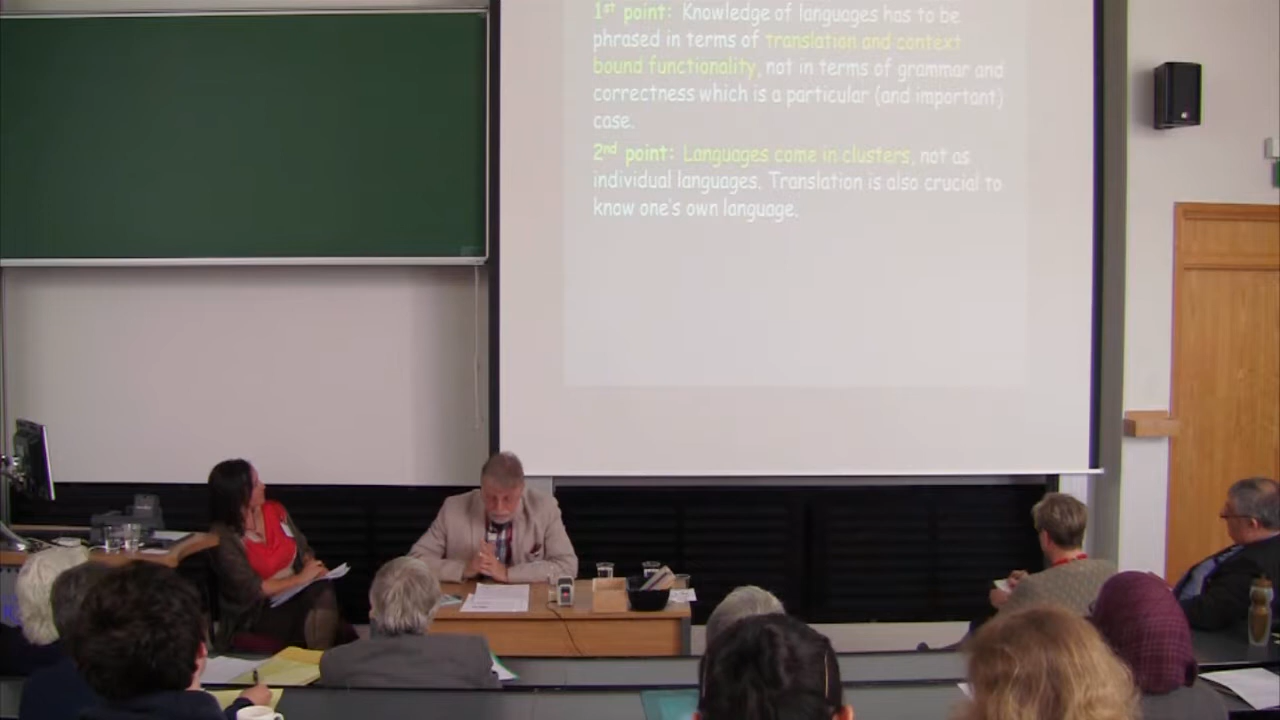 1st point: Knowledge of languages has to be
phrased in terms of translation and context
bound functionality, not in terms of grammar and
correctness which is a particular (and important)
case.
2nd point: Languages come in clusters, not as
individual languages. Translation is also crucial to
know one's own language.